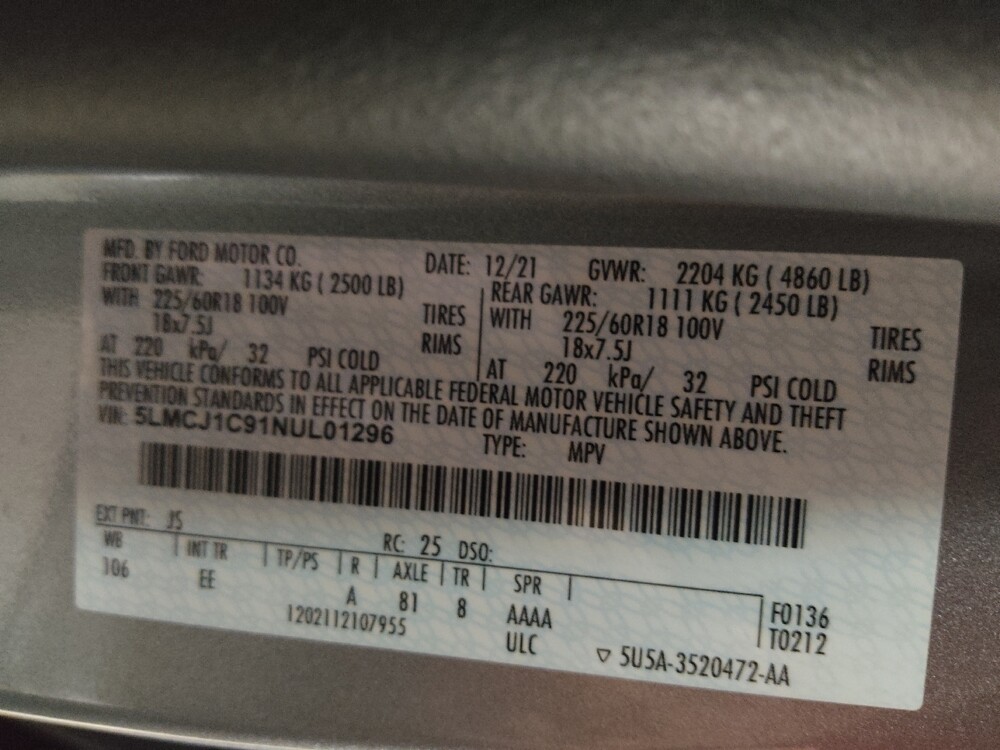 MFD. BY FORD MOTOR CO. DATE: 12/21 GVWR: 2204 KG ( 4860 LB)
FRONT GAWR: 1134 KG ( 2500 LB) REAR GAWR: 1111 KG ( 2450 LB)
WITH 225/60R18 100V TIRES WITH 225/60R18 100V TIRES
18x7.5J RIMS 18x7.5J RIMS
AT 220 kPa/ 32 PSI COLD AT 220 kPa/ 32 PSI COLD
THIS VEHICLE CONFORMS TO ALL APPLICABLE FEDERAL MOTOR VEHICLE SAFETY AND THEFT
PREVENTION STANDARDS IN EFFECT ON THE DATE OF MANUFACTURE SHOWN ABOVE.
VIN: 5LMCJ1C91NUL01296 TYPE: MPV
EXT PNT: JS RC: 25 DSO:
WB INT TR TP/PS R AXLE TR SPR
106 EE A 81 8 AAAA F0136
1202112107955 ULC T0212
▽ 5U5A-3520472-AA